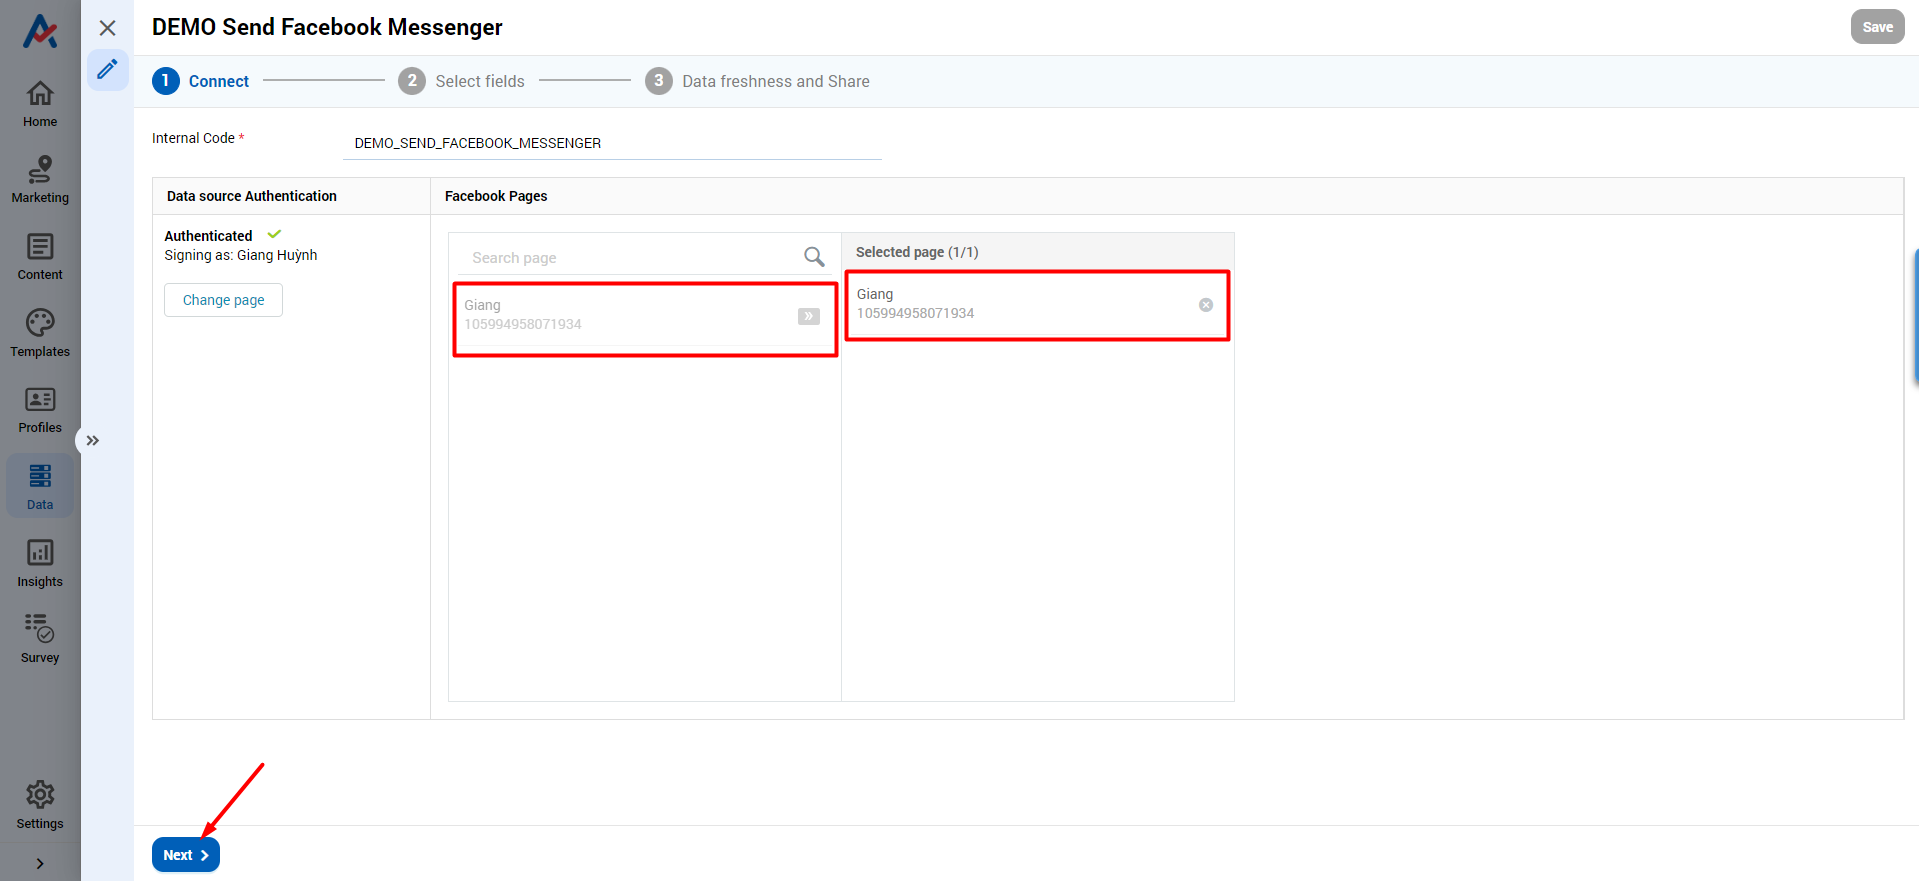 DEMO Send Facebook Messenger
Save
1 Connect
2 Select fields
3 Data freshness and Share
Home
Marketing
Content
Templates
Profiles
Data
Insights
Survey
Settings
Internal Code *
DEMO_SEND_FACEBOOK_MESSENGER
Data source Authentication
Facebook Pages
Authenticated
Signing as: Giang Huỳnh
Change page
Search page
Giang
105994958071934
Selected page (1/1)
Giang
105994958071934
Next